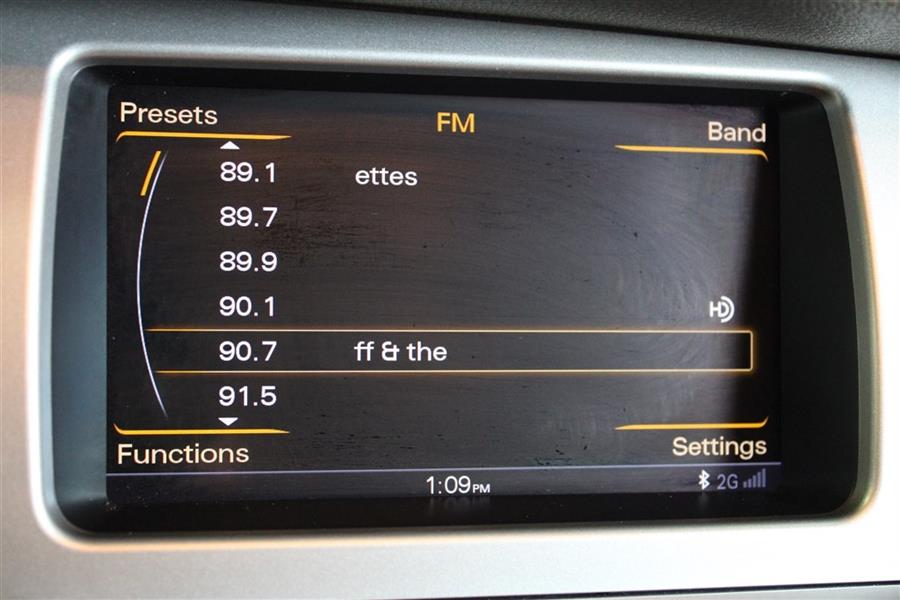 Presets
FM
Band
89.1 ettes
89.7
89.9
90.1 HD
90.7 ff & the
91.5
Functions
Settings
1:09PM
2G